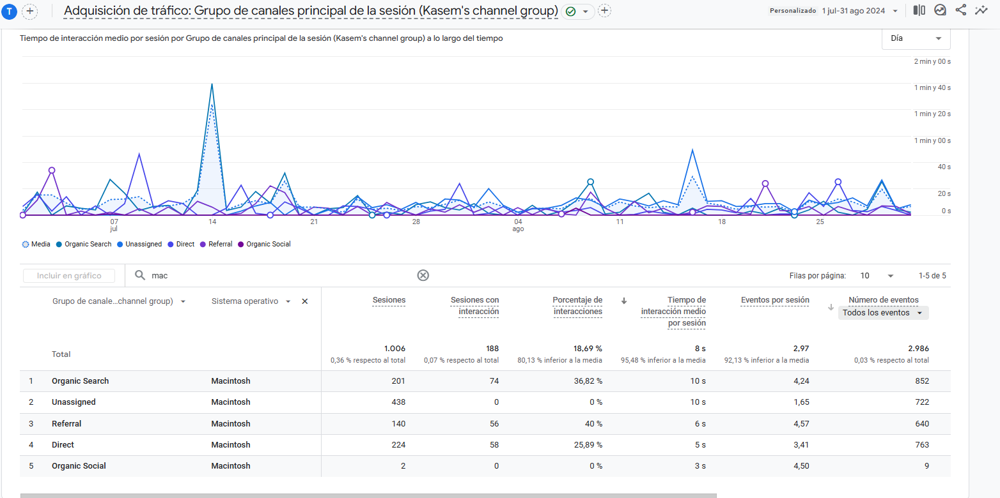 T
Adquisición de tráfico: Grupo de canales principal de la sesión (Kasem's channel group)
Personalizado 1 jul-31 ago 2024
Tiempo de interacción medio por sesión por Grupo de canales principal de la sesión (Kasem's channel group) a lo largo del tiempo
Día
2 min y 00 s
1 min y 40 s
1 min y 20 s
1 min y 00 s
40 s
20 s
0 s
07 14 21 28 04 11 18 25
jul ago
Media Organic Search Unassigned Direct Referral Organic Social
Incluir en gráfico mac Filas por página: 10 1-5 de 5
Grupo de canale...channel group) Sistema operativo
Sesiones
Sesiones con
interacción
Porcentaje de
interacciones
Tiempo de
interacción medio
por sesión
Eventos por sesión
Número de eventos
Todos los eventos
Total 1.006 188 18,69 % 8 s 2,97 2.986
0,36 % respecto al total 0,07 % respecto al total 80,13 % inferior a la media 95,48 % inferior a la media 92,13 % inferior a la media 0,03 % respecto al total
1 Organic Search Macintosh 201 74 36,82 % 10 s 4,24 852
2 Unassigned Macintosh 438 0 0 % 10 s 1,65 722
3 Referral Macintosh 140 56 40 % 6 s 4,57 640
4 Direct Macintosh 224 58 25,89 % 5 s 3,41 763
5 Organic Social Macintosh 2 0 0 % 3 s 4,50 9